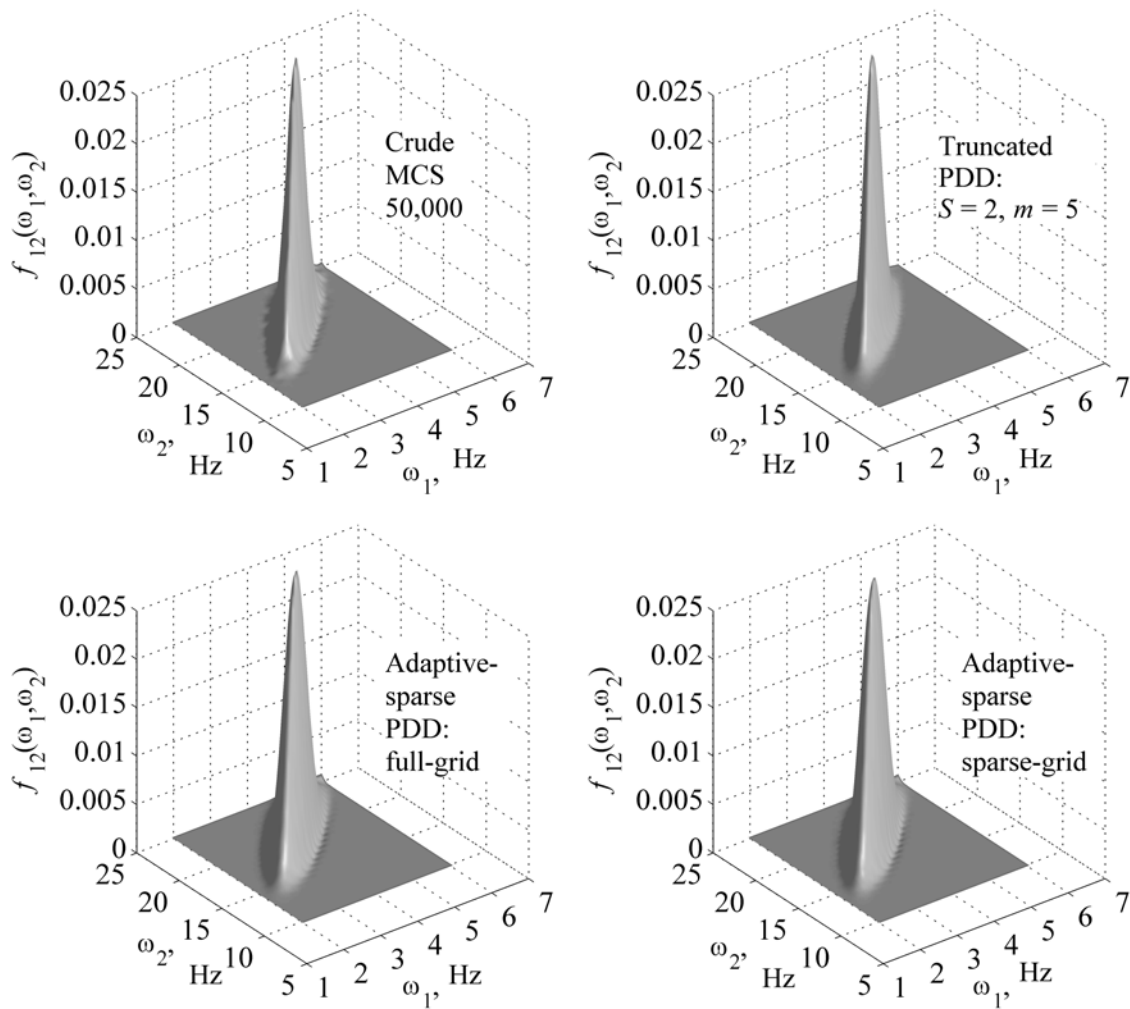 0.025
0.02
0.015
0.01
0.005
0
f 12(ω1,ω2)
Crude
MCS
50,000
25
20
15
10
5
ω2,
Hz
1
2
3
4
5
6
7
ω1,
Hz
0.025
0.02
0.015
0.01
0.005
0
f 12(ω1,ω2)
Truncated
PDD:
S = 2, m = 5
25
20
15
10
5
ω2,
Hz
1
2
3
4
5
6
7
ω1,
Hz
0.025
0.02
0.015
0.01
0.005
0
f 12(ω1,ω2)
Adaptive-
sparse
PDD:
full-grid
25
20
15
10
5
ω2,
Hz
1
2
3
4
5
6
7
ω1,
Hz
0.025
0.02
0.015
0.01
0.005
0
f 12(ω1,ω2)
Adaptive-
sparse
PDD:
sparse-grid
25
20
15
10
5
ω2,
Hz
1
2
3
4
5
6
7
ω1,
Hz